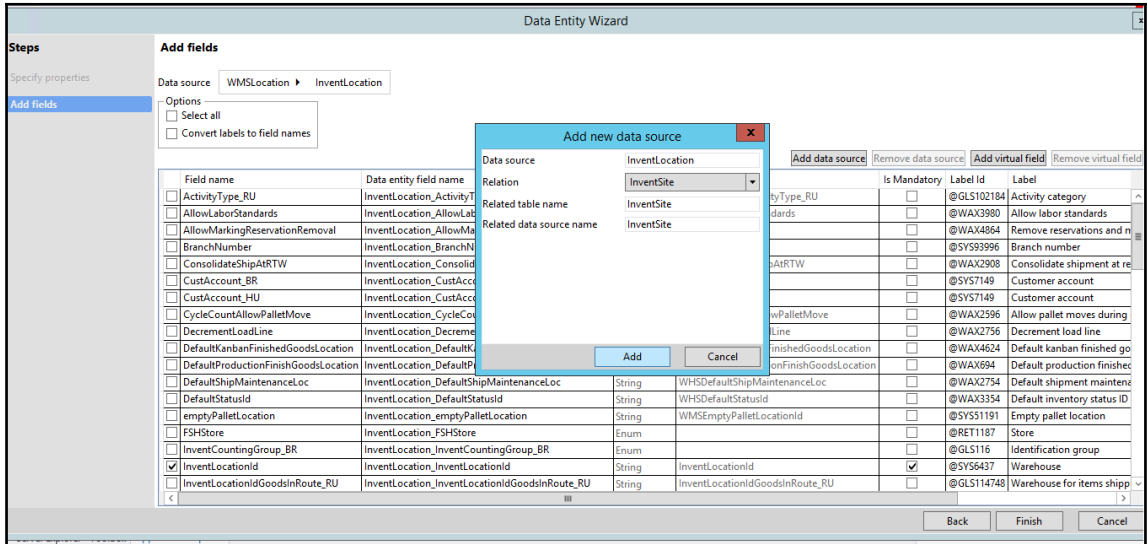 Data Entity Wizard
x
Steps
Specify properties
Add fields
Add fields
Data source WMSLocation InventLocation
Options
Select all
Convert labels to field names
Add data source Remove data source Add virtual field Remove virtual field
Add new data source
x
Data source InventLocation
Relation InventSite
Related table name InventSite
Related data source name InventSite
Add Cancel
Field name Data entity field name Is Mandatory Label Id Label
ActivityType_RU InventLocation_ActivityT tyType_RU @GLS102184 Activity category
AllowLaborStandards InventLocation_AllowLab dards @WAX3980 Allow labor standards
AllowMarkingReservationRemoval InventLocation_AllowMa @WAX4864 Remove reservations and m
BranchNumber InventLocation_BranchN @SYS93996 Branch number
ConsolidateShipAtRTW InventLocation_Consolid pAtRTW @WAX2908 Consolidate shipment at re
CustAccount_BR InventLocation_CustAcco @SYS7149 Customer account
CustAccount_HU InventLocation_CustAcco @SYS7149 Customer account
CycleCountAllowPalletMove InventLocation_CycleCou wPalletMove @WAX2596 Allow pallet moves during
DecrementLoadLine InventLocation_Decreme Line @WAX2756 Decrement load line
DefaultKanbanFinishedGoodsLocation InventLocation_DefaultK inishedGoodsLocation @WAX4624 Default kanban finished go
DefaultProductionFinishGoodsLocation InventLocation_DefaultP onFinishGoodsLocation @WAX694 Default production finished
DefaultShipMaintenanceLoc InventLocation_DefaultShipMaintenanceLoc String WHSDefaultShipMaintenanceLoc @WAX2754 Default shipment maintena
DefaultStatusId InventLocation_DefaultStatusId String WHSDefaultStatusId @WAX3354 Default inventory status ID
emptyPalletLocation InventLocation_emptyPalletLocation String WMSEmptyPalletLocationId @SYS51191 Empty pallet location
FSHStore InventLocation_FSHStore Enum @RET1187 Store
InventCountingGroup_BR InventLocation_InventCountingGroup_BR Enum @GLS116 Identification group
InventLocationId InventLocation_InventLocationId String InventLocationId @SYS6437 Warehouse
InventLocationIdGoodsInRoute_RU InventLocation_InventLocationIdGoodsInRoute_RU String InventLocationIdGoodsInRoute_RU @GLS114748 Warehouse for items shipp
Back Finish Cancel